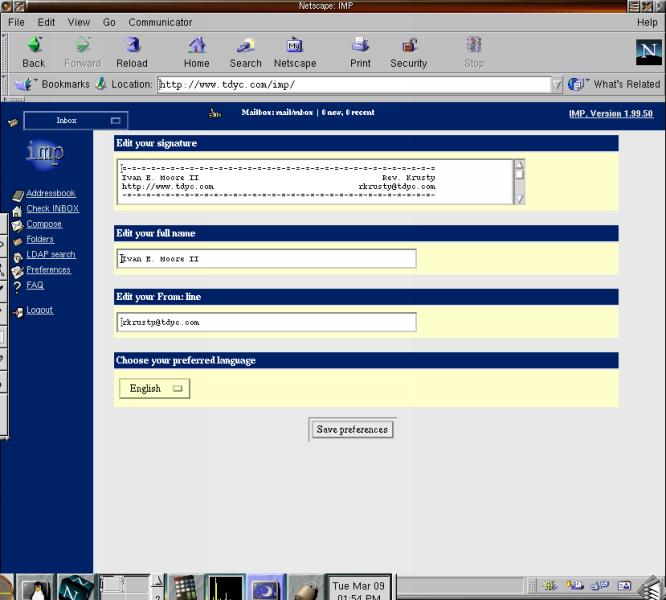 Netscape: IMP
File Edit View Go Communicator Help
Back Forward Reload Home Search Netscape Print Security Stop
My
N
Bookmarks Location: http://www.tdyc.com/imp/ What's Related
Inbox Mailbox: mail/mbox | 0 new, 0 recent IMP, Version 1.99.50
imp
Addressbook
Check INBOX
Compose
Folders
LDAP search
Preferences
FAQ
Logout
Edit your signature
=-=-=-=-=-=-=-=-=-=-=-=-=-=-=-=-=-=-=-=-=-=-=-=-=-=-=-=-=
Ivan E. Moore II Rev. Krusty
http://www.tdyc.com rkrusty@tdyc.com
-=-=-=-=-=-=-=-=-=-=-=-=-=-=-=-=-=-=-=-=-=-=-=-=-=-=-=-=-=
Edit your full name
Ivan E. Moore II
Edit your From: line
rkrusty@tdyc.com
Choose your preferred language
English
Save preferences
?
Tue Mar 09
01:54 PM